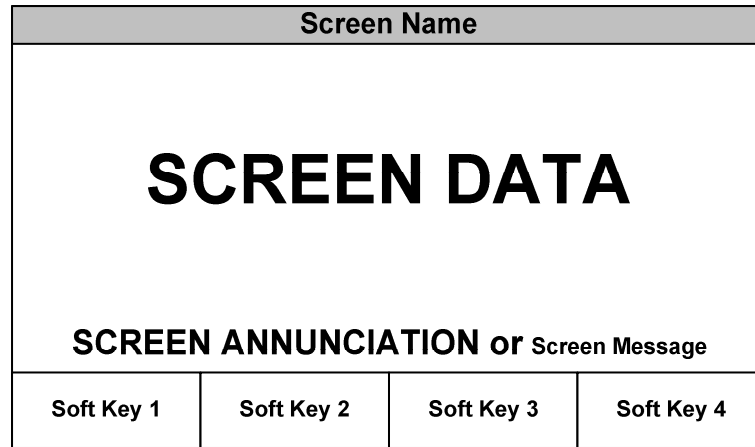 Screen Name
SCREEN DATA
SCREEN ANNUNCIATION or Screen Message
Soft Key 1 Soft Key 2 Soft Key 3 Soft Key 4